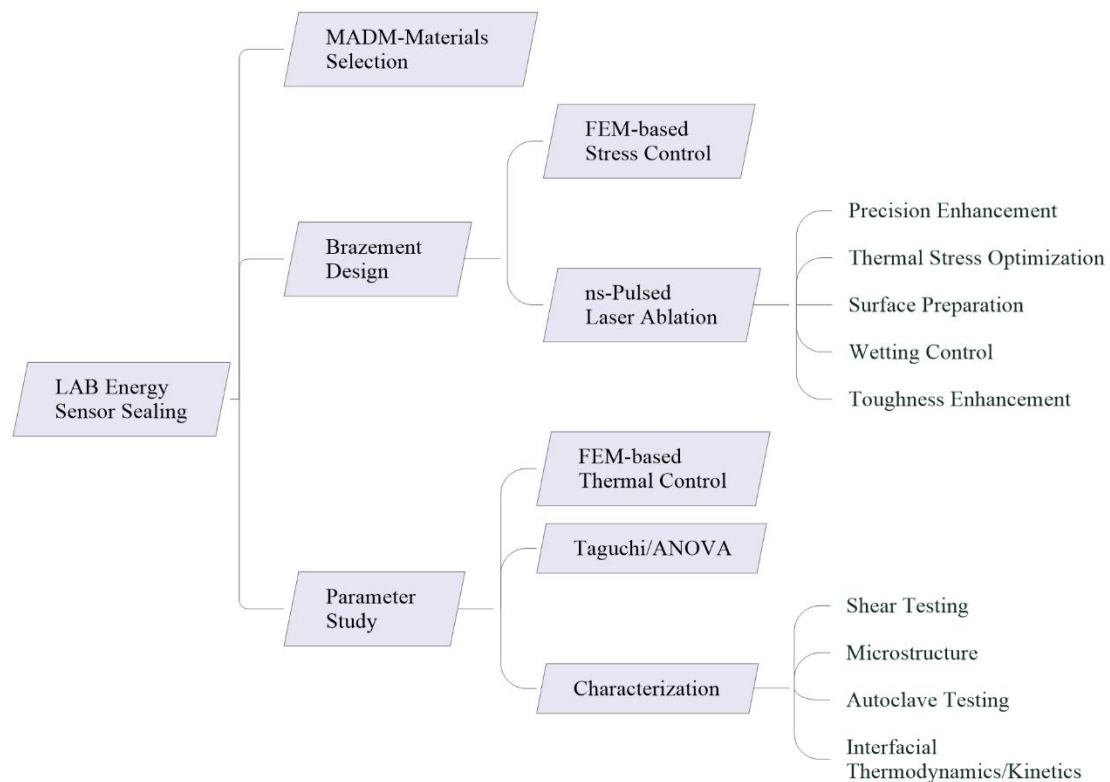 MADM-Materials
Selection
FEM-based
Stress Control
Precision Enhancement
Brazement
Design
Thermal Stress Optimization
ns-Pulsed
Laser Ablation
Surface Preparation
Wetting Control
LAB Energy
Sensor Sealing
Toughness Enhancement
FEM-based
Thermal Control
Taguchi/ANOVA
Parameter
Study
Shear Testing
Microstructure
Characterization
Autoclave Testing
Interfacial
Thermodynamics/Kinetics